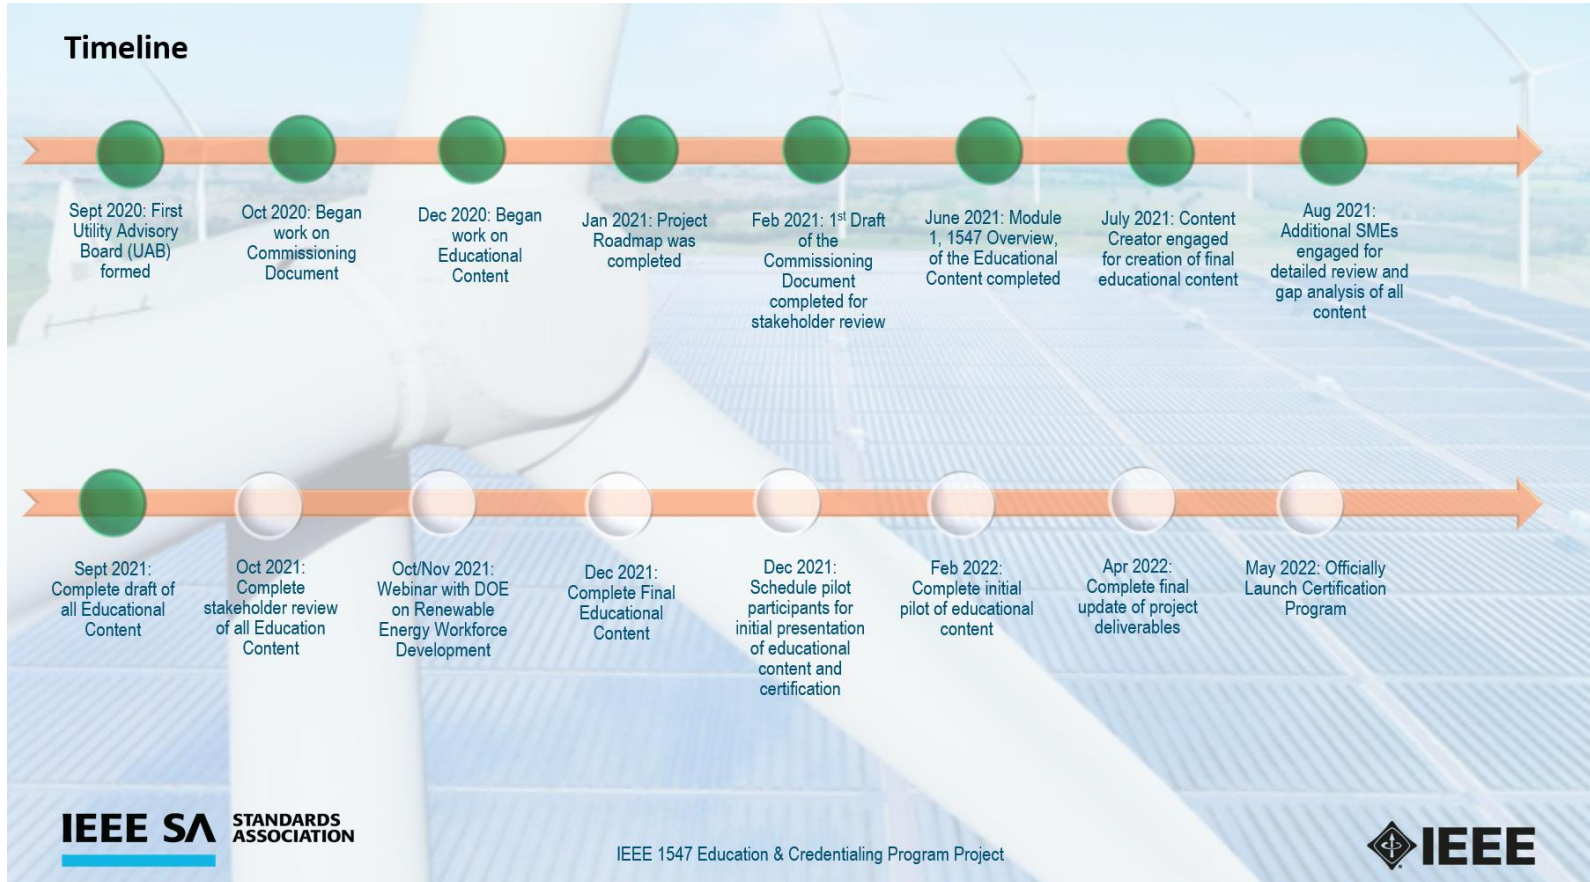 Timeline
Sept 2020: First
Utility Advisory
Board (UAB)
formed
Oct 2020: Began
work on
Commissioning
Document
Dec 2020: Began
work on
Educational
Content
Jan 2021: Project
Roadmap was
completed
Feb 2021: 1st Draft
of the
Commissioning
Document
completed for
stakeholder review
June 2021: Module
1, 1547 Overview,
of the Educational
Content completed
July 2021: Content
Creator engaged
for creation of final
educational content
Aug 2021:
Additional SMEs
engaged for
detailed review and
gap analysis of all
content
Sept 2021:
Complete draft of
all Educational
Content
Oct 2021:
Complete
stakeholder review
of all Education
Content
Oct/Nov 2021:
Webinar with DOE
on Renewable
Energy Workforce
Development
Dec 2021:
Complete Final
Educational
Content
Dec 2021:
Schedule pilot
participants for
initial presentation
of educational
content and
certification
Feb 2022:
Complete initial
pilot of educational
content
Apr 2022:
Complete final
update of project
deliverables
May 2022: Officially
Launch Certification
Program
IEEE SA
STANDARDS
ASSOCIATION
IEEE 1547 Education & Credentialing Program Project
IEEE